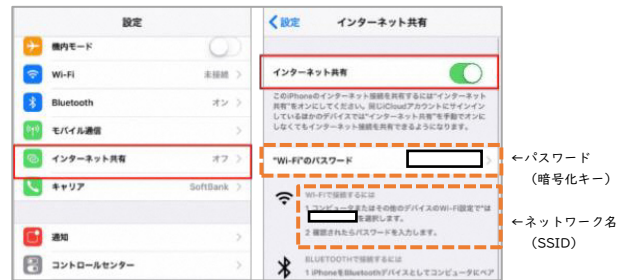 設定
機内モード
Wi-Fi 未接続
Bluetooth オン
モバイル通信
インターネット共有 オフ
キャリア SoftBank
通知
コントロールセンター
設定 インターネット共有
インターネット共有
このiPhoneのインターネット接続を共有するには"インターネット
共有"をオンにしてください。同じiCloudアカウントにサインイン
しているほかのデバイスでは"インターネット共有"を手動でオンに
しなくてもインターネット接続を共有できるようになります。
"Wi-Fi"のパスワード
WI-FIで接続するには
1 コンピュータまたはその他のデバイスのWi-Fi設定で"は
を選択します。
2 確認されたらパスワードを入力します。
BLUETOOTHで接続するには
1 iPhoneをBluetoothデバイスとしてコンピュータにペア
←パスワード
（暗号化キー）
←ネットワーク名
（SSID）